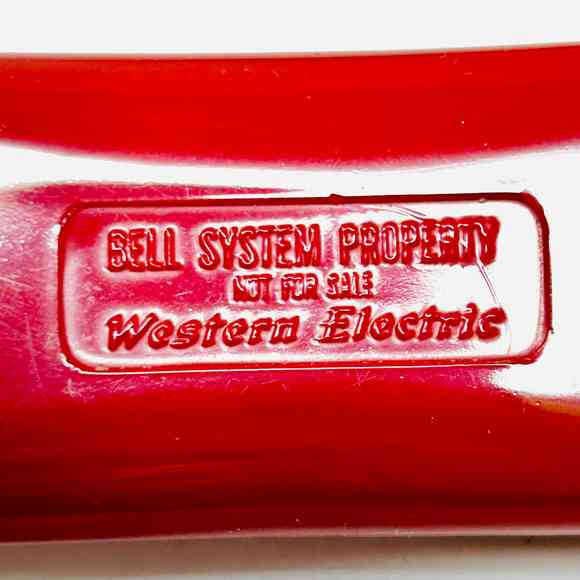 BELL SYSTEM PROPERTY
NOT FOR SALE
Western Electric